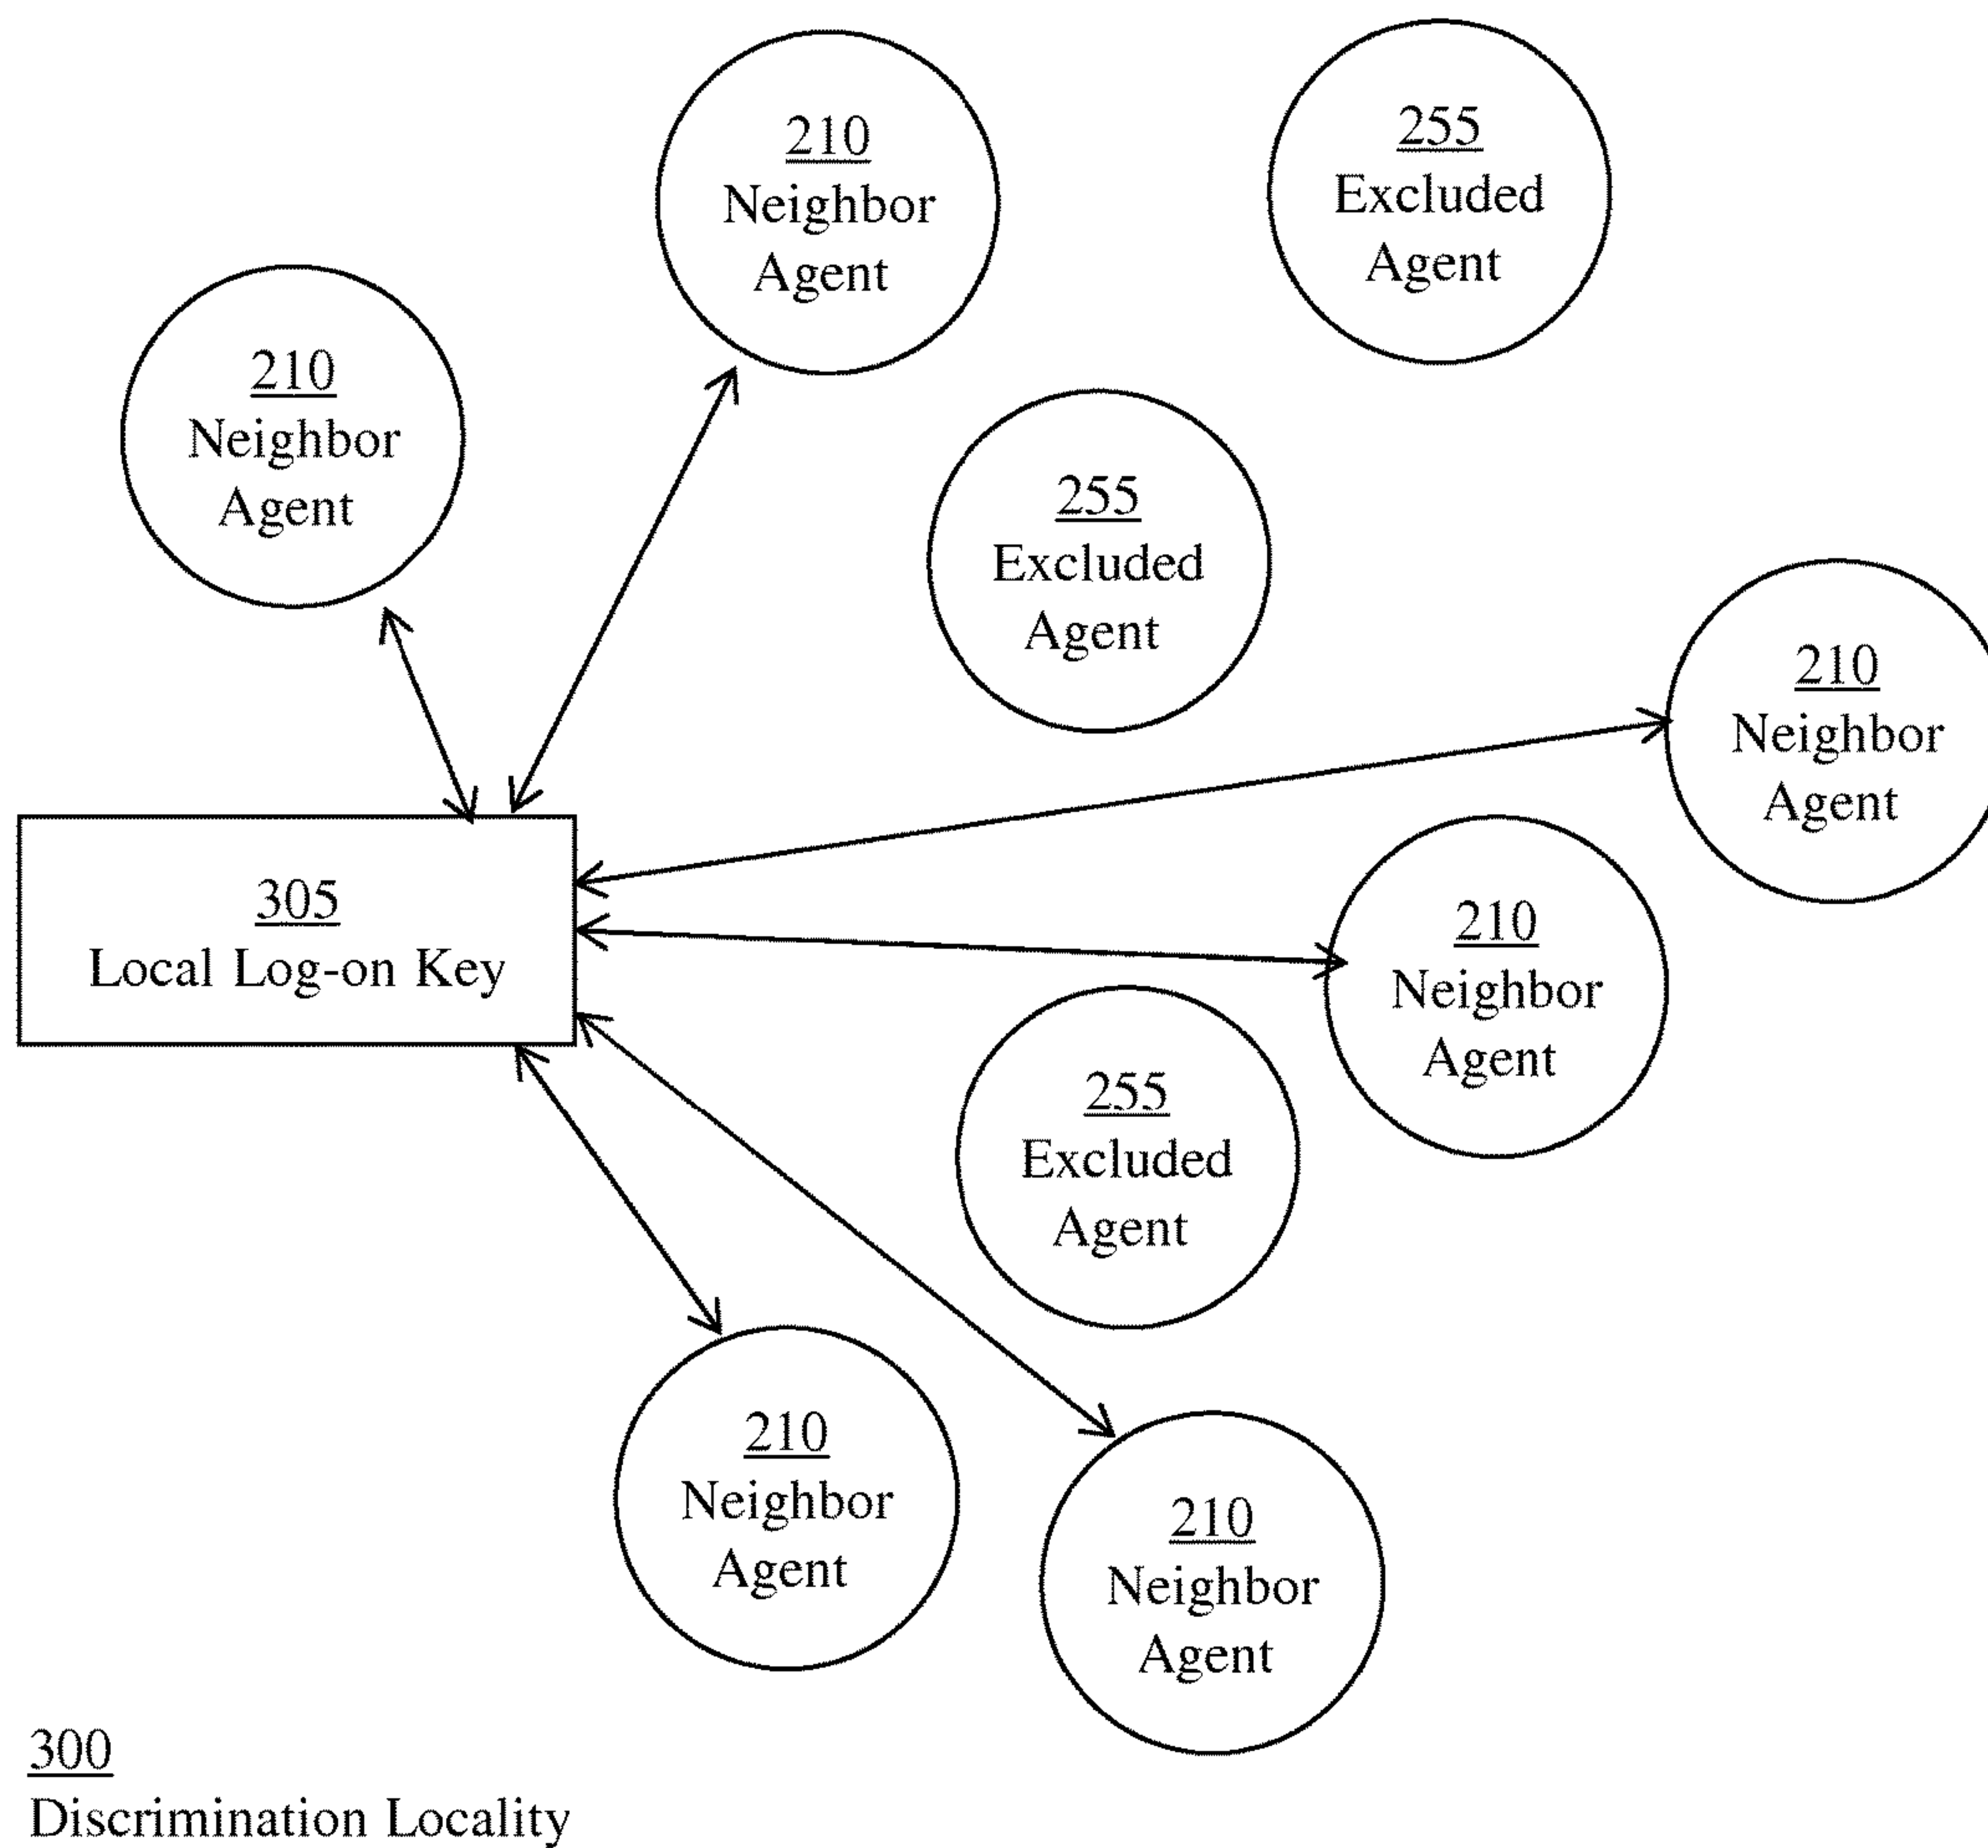 210
Neighbor
Agent
255
Excluded
Agent
210
Neighbor
Agent
255
Excluded
Agent
210
Neighbor
Agent
305
Local Log-on Key
210
Neighbor
Agent
255
Excluded
Agent
210
Neighbor
Agent
210
Neighbor
Agent
300
Discrimination Locality